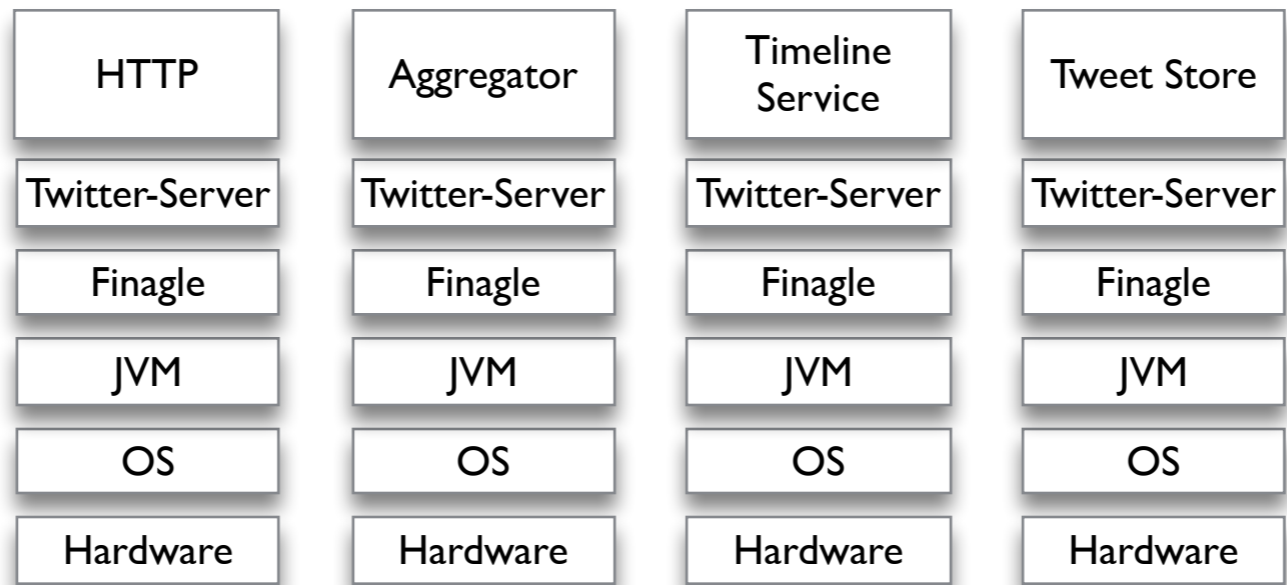 HTTP
Aggregator
Timeline
Service
Tweet Store
Twitter-Server
Twitter-Server
Twitter-Server
Twitter-Server
Finagle
Finagle
Finagle
Finagle
JVM
JVM
JVM
JVM
OS
OS
OS
OS
Hardware
Hardware
Hardware
Hardware